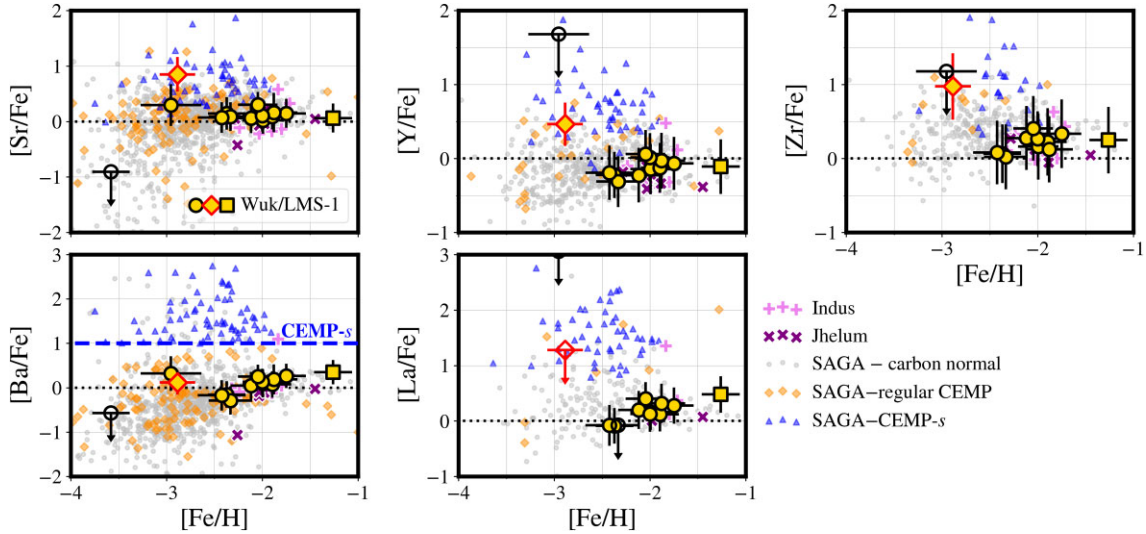 2
1
0
−1
−2
[Sr/Fe]
Wuk/LMS-1
2
1
0
−1
[Y/Fe]
2
1
0
−1
[Zr/Fe]
−4
−3
−2
−1
[Fe/H]
3
2
1
0
−1
−2
[Ba/Fe]
CEMP-s
−4
−3
−2
−1
[Fe/H]
3
2
1
0
−1
[La/Fe]
−4
−3
−2
−1
[Fe/H]
Indus
Jhelum
SAGA − carbon normal
SAGA−regular CEMP
SAGA−CEMP-s